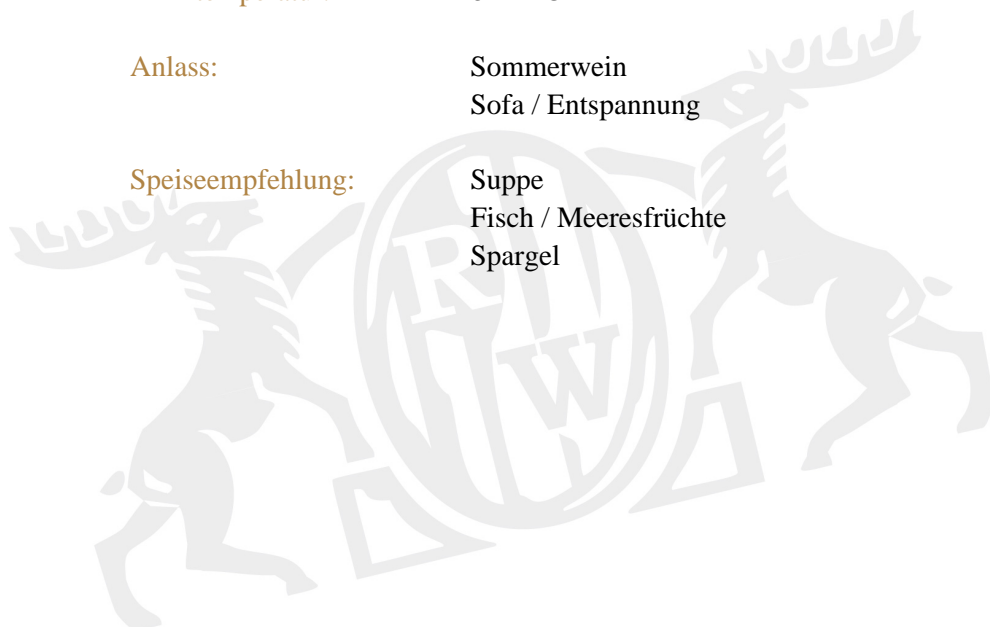 Anlass: Sommerwein
Sofa / Entspannung
Speiseempfehlung: Suppe
Fisch / Meeresfrüchte
Spargel
R W